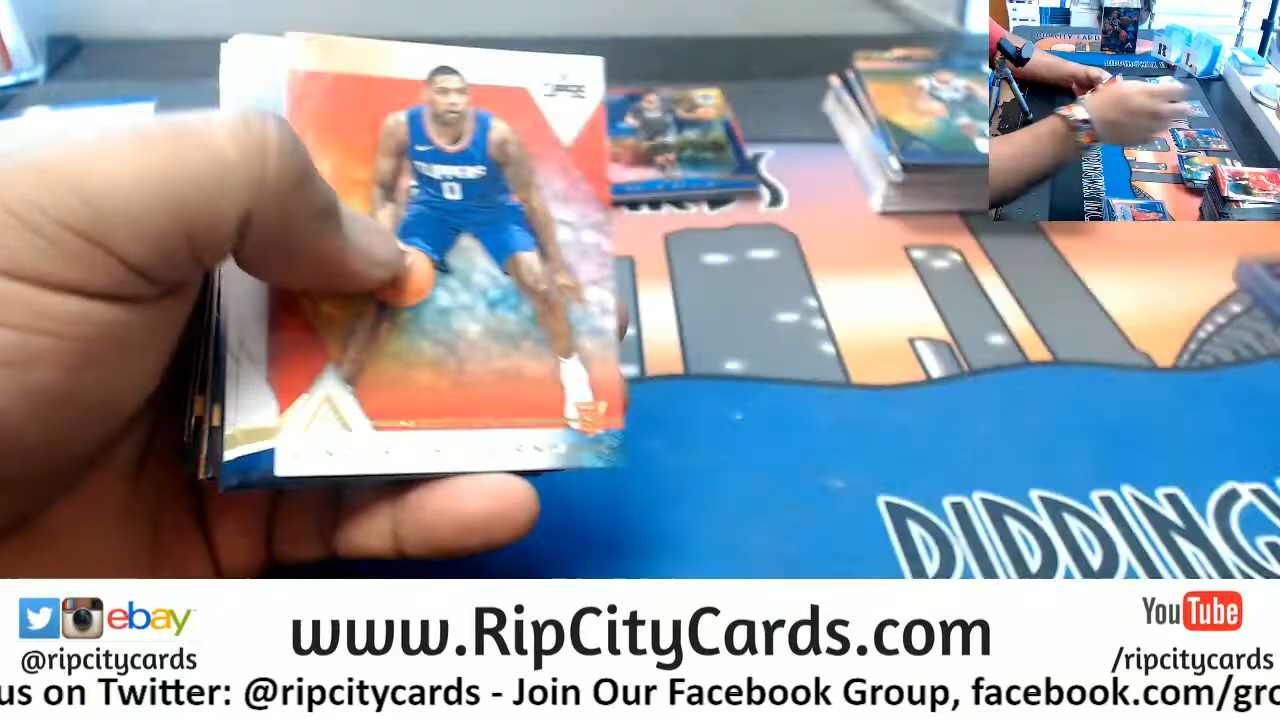 CLIPPERS
0
DIDDING
www.RipCityCards.com
ebay
@ripcitycards
YouTube
/ripcitycards
us on Twitter: @ripcitycards - Join Our Facebook Group, facebook.com/gro